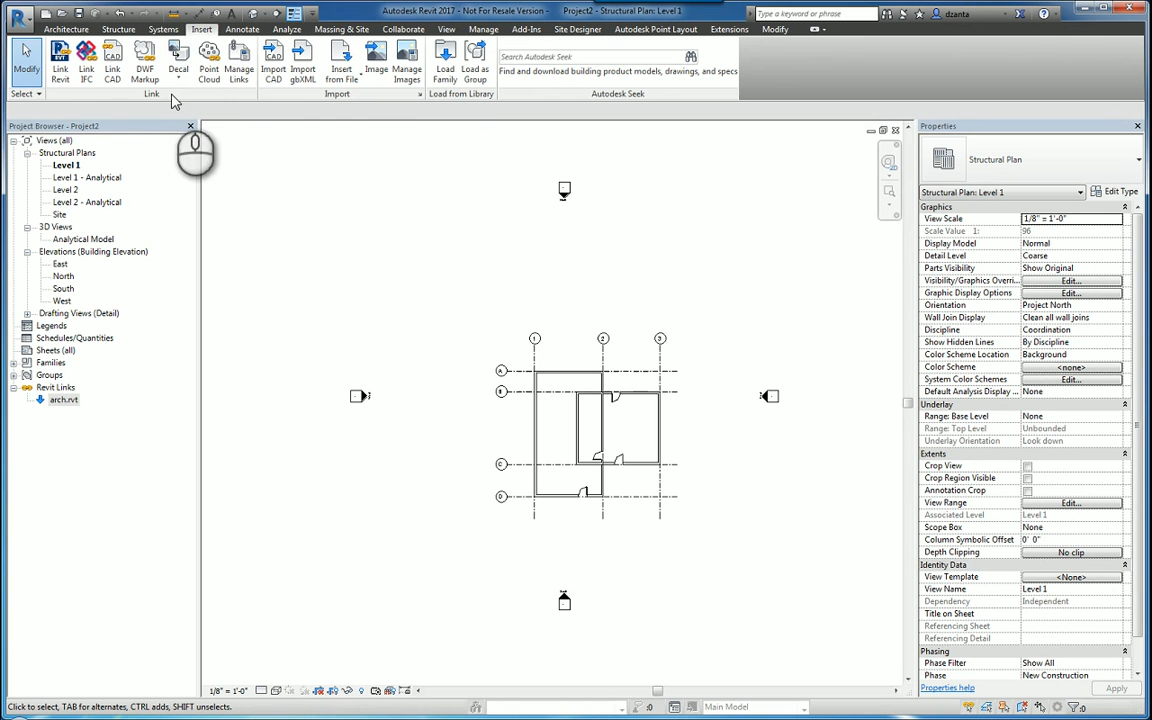 Autodesk Revit 2017 - Not For Resale Version - Project2 - Structural Plan: Level 1
Type a keyword or phrase
dzanta
Architecture Structure Systems Insert Annotate Analyze Massing & Site Collaborate View Manage Add-Ins Site Designer Autodesk Point Layout Extensions Modify
Modify
Link Revit
Link IFC
Link CAD
DWF Markup
Decal
Point Cloud
Manage Links
Import CAD
Import gbXML
Insert from File
Image
Manage Images
Load Family
Load as Group
Search Autodesk Seek
Find and download building product models, drawings, and specs
Select
Link
Import
Load from Library
Autodesk Seek
Project Browser - Project2
Views (all)
Structural Plans
Level 1
Level 1 - Analytical
Level 2
Level 2 - Analytical
Site
3D Views
Analytical Model
Elevations (Building Elevation)
East
North
South
West
Drafting Views (Detail)
Legends
Schedules/Quantities
Sheets (all)
Families
Groups
Revit Links
arch.rvt
1 2 3
A
B
C
D
Properties
Structural Plan
Structural Plan: Level 1
Edit Type
Graphics
View Scale 1/8" = 1'-0"
Scale Value 1: 96
Display Model Normal
Detail Level Coarse
Parts Visibility Show Original
Visibility/Graphics Overri... Edit...
Graphic Display Options Edit...
Orientation Project North
Wall Join Display Clean all wall joins
Discipline Coordination
Show Hidden Lines By Discipline
Color Scheme Location Background
Color Scheme <none>
System Color Schemes Edit...
Default Analysis Display ... None
Underlay
Range: Base Level None
Range: Top Level Unbounded
Underlay Orientation Look down
Extents
Crop View
Crop Region Visible
Annotation Crop
View Range Edit...
Associated Level Level 1
Scope Box None
Column Symbolic Offset 0' 0"
Depth Clipping No clip
Identity Data
View Template <None>
View Name Level 1
Dependency Independent
Title on Sheet
Referencing Sheet
Referencing Detail
Phasing
Phase Filter Show All
Phase New Construction
Properties help
Apply
1/8" = 1'-0"
Click to select, TAB for alternates, CTRL adds, SHIFT unselects.
:0
Main Model
:0